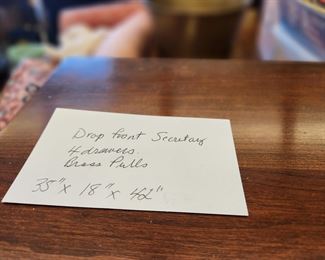 Drop front Secretary
4 drawers
Brass Pulls
35" x 18" x 42"